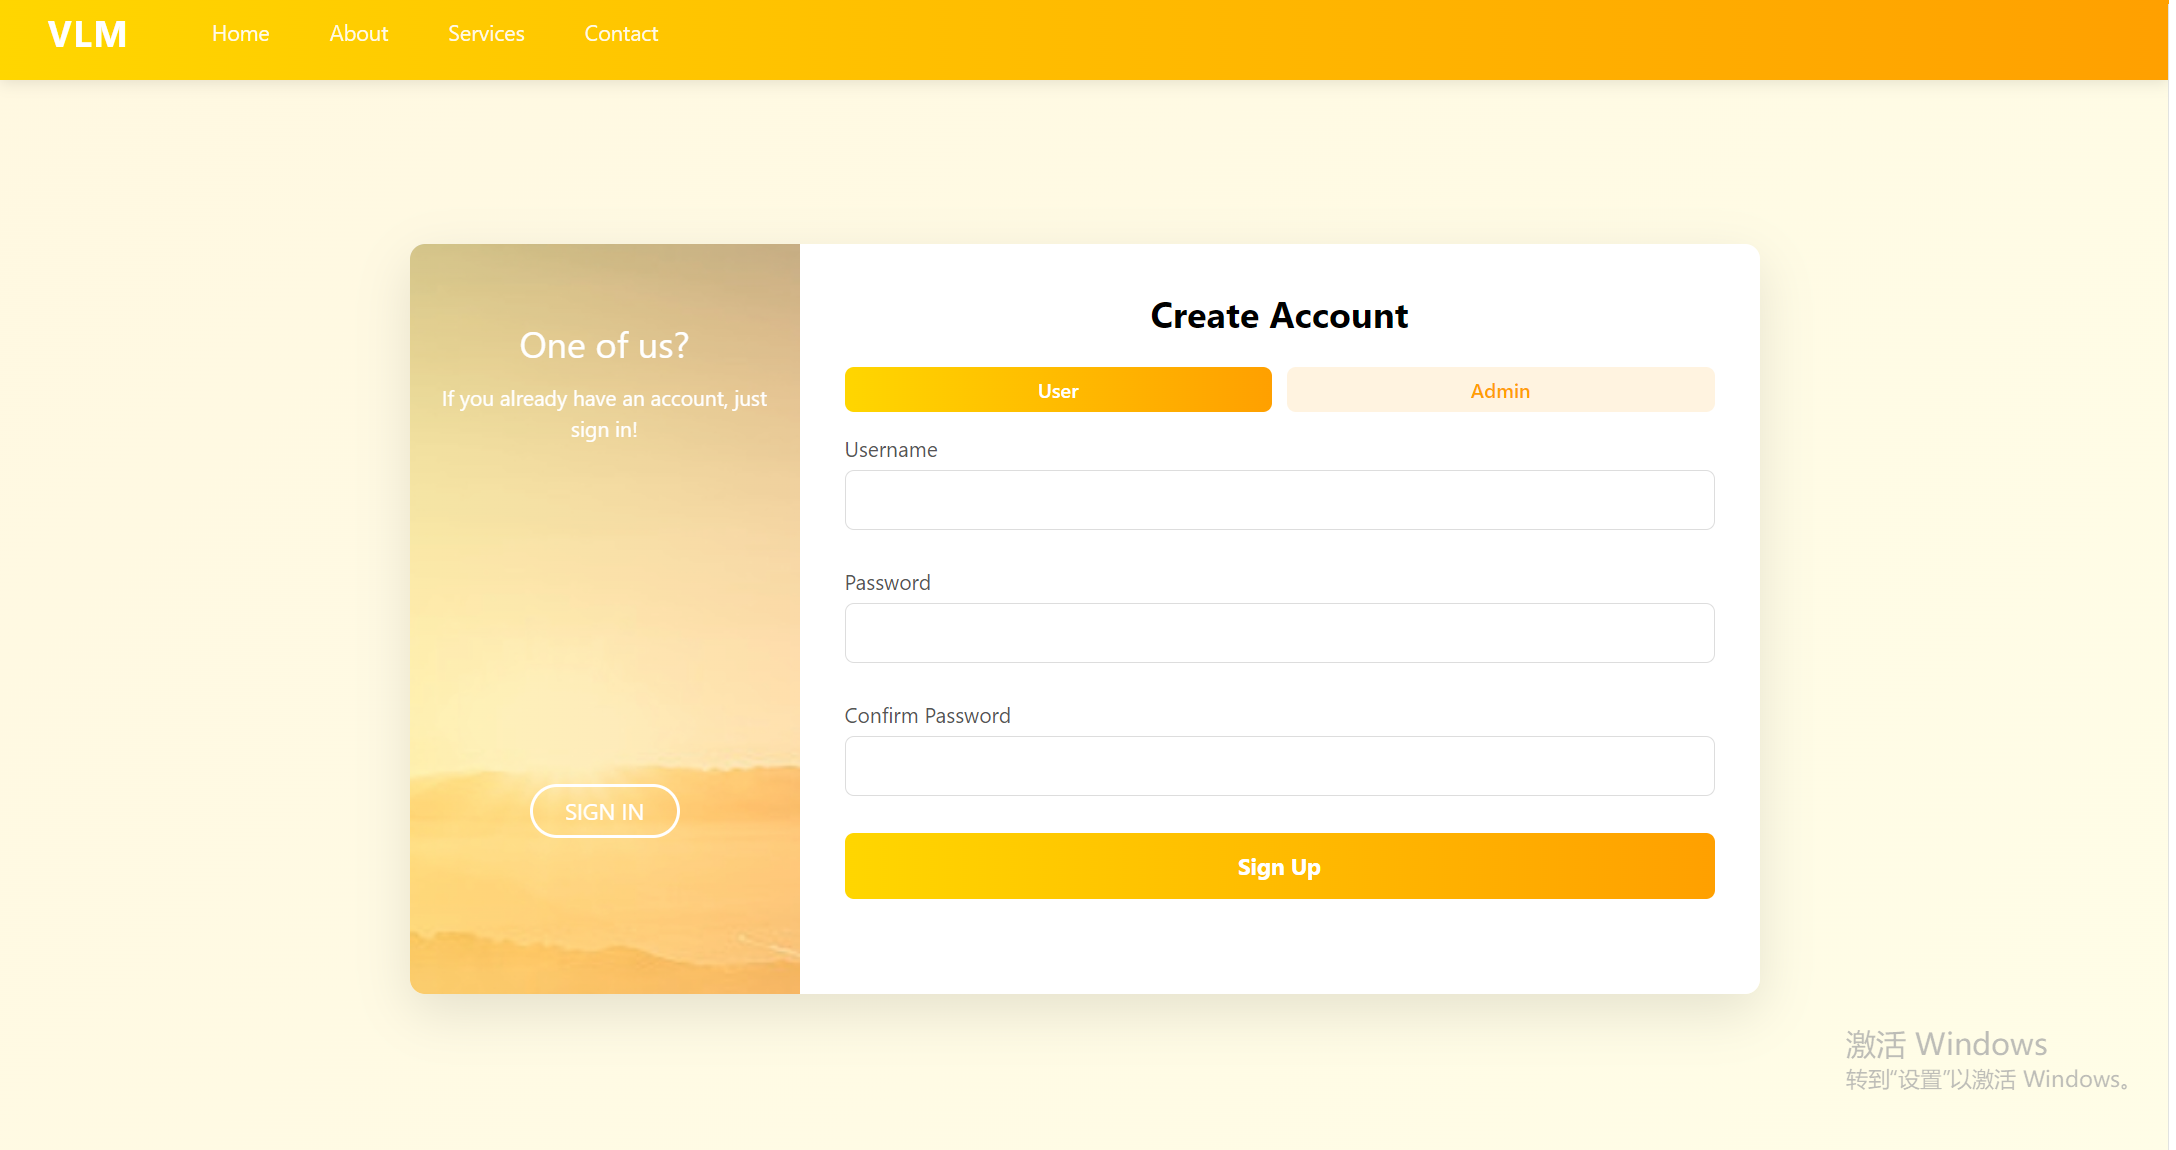 VLM
Home
About
Services
Contact
One of us?
If you already have an account, just
sign in!
SIGN IN
Create Account
User
Admin
Username
Password
Confirm Password
Sign Up
激活 Windows
转到“设置”以激活 Windows。